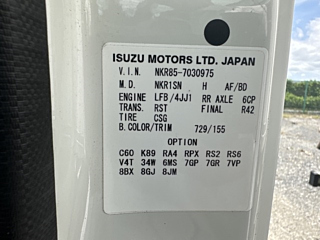 ISUZU MOTORS LTD. JAPAN
V.I.N. NKR85-7030975
M.D. NKR1SN H AF/BD
ENGINE LFB /4JJ1 RR AXLE 6CP
TRANS. RST FINAL R42
TIRE CSG
B.COLOR/TRIM 729/155
OPTION
C60 K89 RA4 RPX RS2 RS6
V4T 34W 6MS 7GP 7GR 7VP
8BX 8GJ 8JM